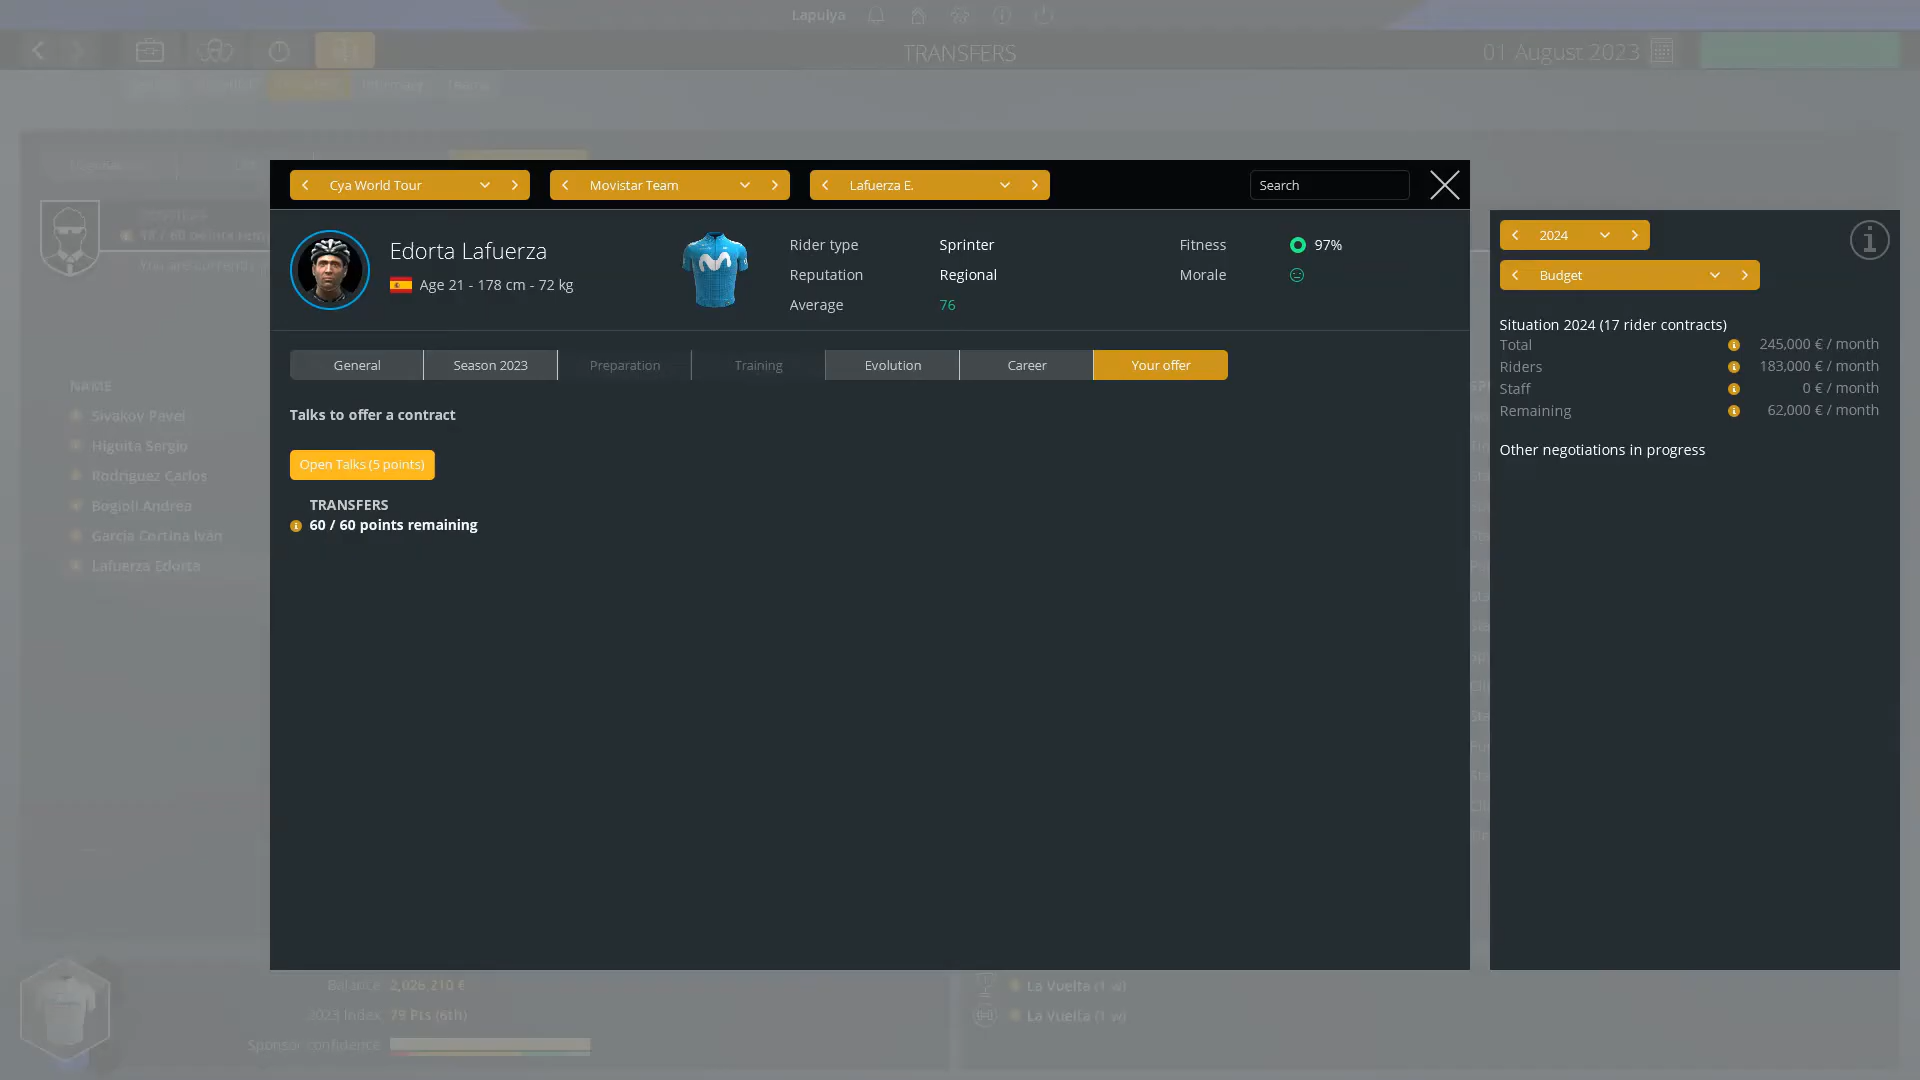 Lapulya
TRANSFERS
01 August 2023
Cya World Tour
Movistar Team
Lafuerza E.
Search
Edorta Lafuerza
Age 21 - 178 cm - 72 kg
Rider type Sprinter
Reputation Regional
Average 76
Fitness 97%
Morale
General
Season 2023
Preparation
Training
Evolution
Career
Your offer
Talks to offer a contract
Open Talks (5 points)
TRANSFERS
60 / 60 points remaining
2024
Budget
Situation 2024 (17 rider contracts)
Total 245,000 € / month
Riders 183,000 € / month
Staff 0 € / month
Remaining 62,000 € / month
Other negotiations in progress
NAME
Sivakov Pavel
Higuita Sergio
Rodriguez Carlos
Bagioli Andrea
Garcia Cortina Iván
Lafuerza Edorta
Balance 2,026,210 €
2023 Index 79 Pts (6th)
Sponsor confidence
La Vuelta (1 w)
La Vuelta (1 w)